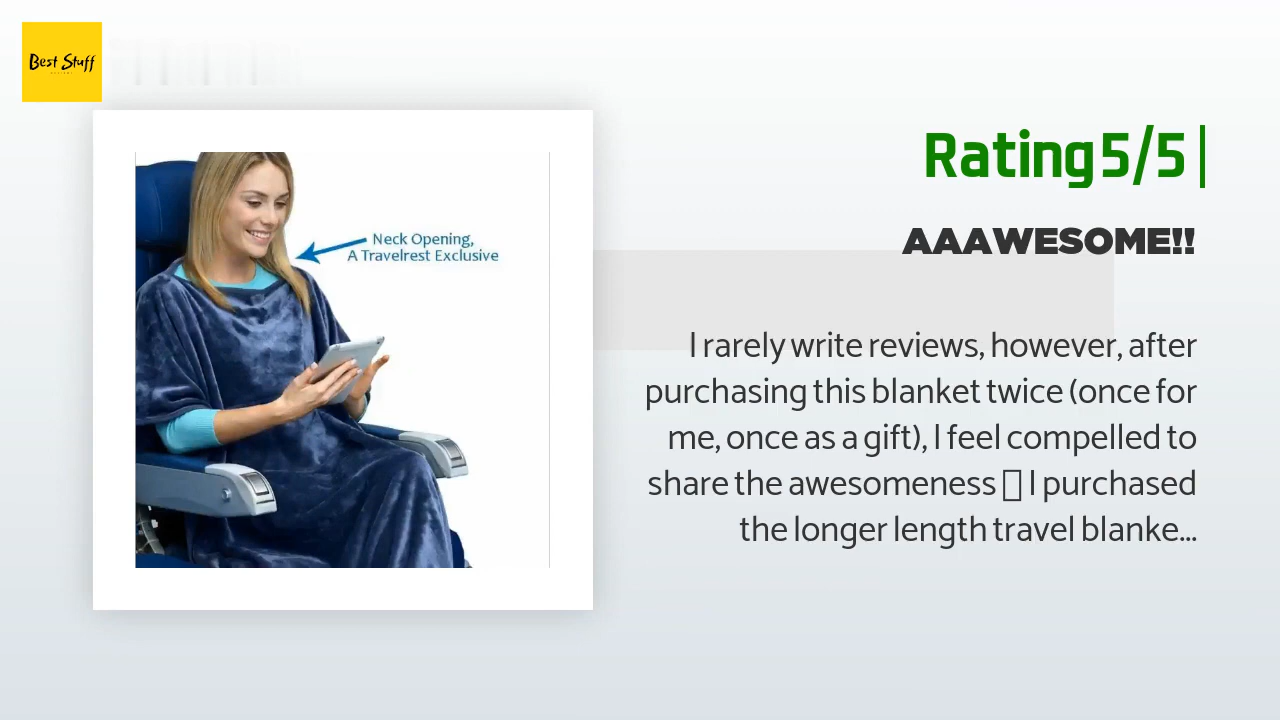 Best Stuff
Rating 5/5 |
AAAWESOME!!
Neck Opening,
A Travelrest Exclusive
I rarely write reviews, however, after
purchasing this blanket twice (once for
me, once as a gift), I feel compelled to
share the awesomeness I purchased
the longer length travel blanke...